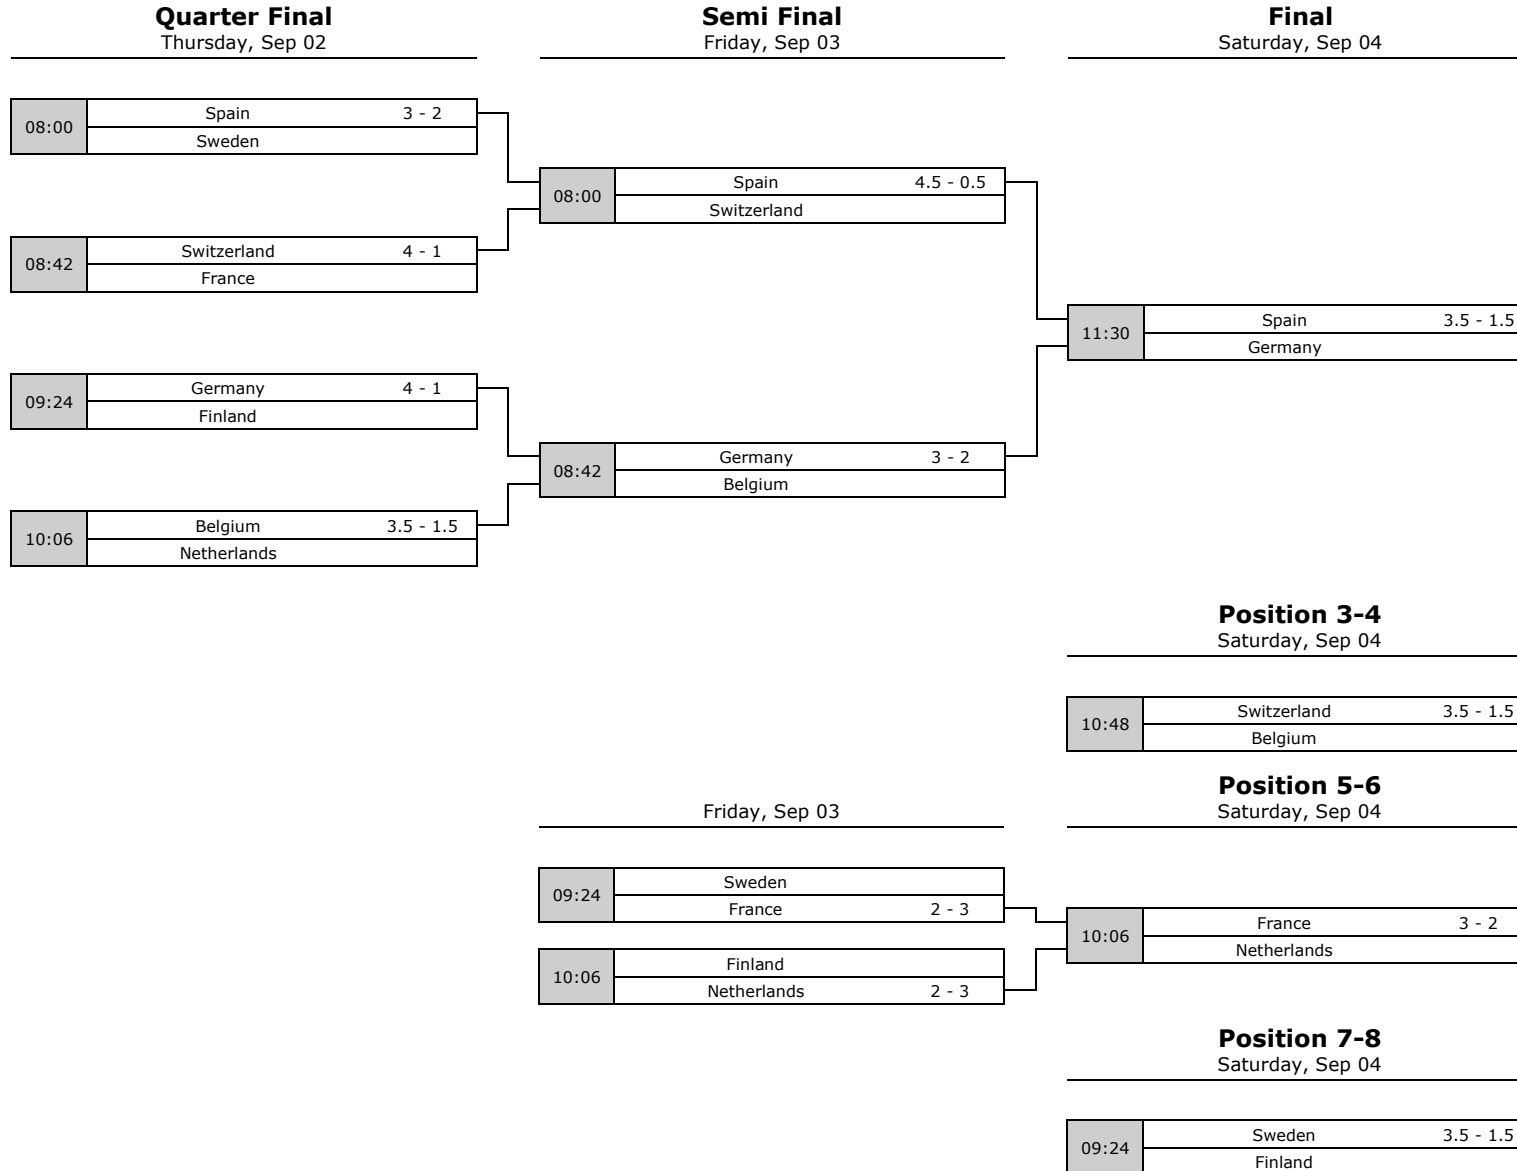 Quarter Final
Thursday, Sep 02
Semi Final
Friday, Sep 03
Final
Saturday, Sep 04
08:00
Spain 3 - 2
Sweden
08:42
Switzerland 4 - 1
France
09:24
Germany 4 - 1
Finland
10:06
Belgium 3.5 - 1.5
Netherlands
08:00
Spain 4.5 - 0.5
Switzerland
08:42
Germany 3 - 2
Belgium
11:30
Spain 3.5 - 1.5
Germany
Position 3-4
Saturday, Sep 04
10:48
Switzerland 3.5 - 1.5
Belgium
Friday, Sep 03
Position 5-6
Saturday, Sep 04
09:24
Sweden
France 2 - 3
10:06
Finland
Netherlands 2 - 3
10:06
France 3 - 2
Netherlands
Position 7-8
Saturday, Sep 04
09:24
Sweden 3.5 - 1.5
Finland